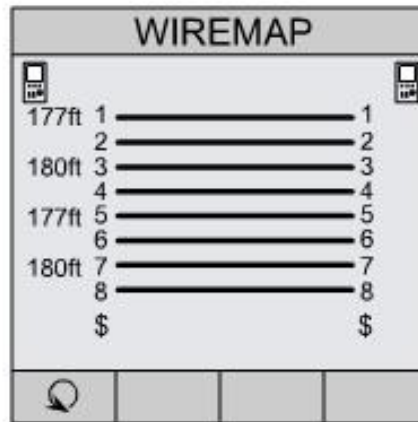 WIREMAP
177ft 1 1
2 2
180ft 3 3
4 4
177ft 5 5
6 6
180ft 7 7
8 8
$ $